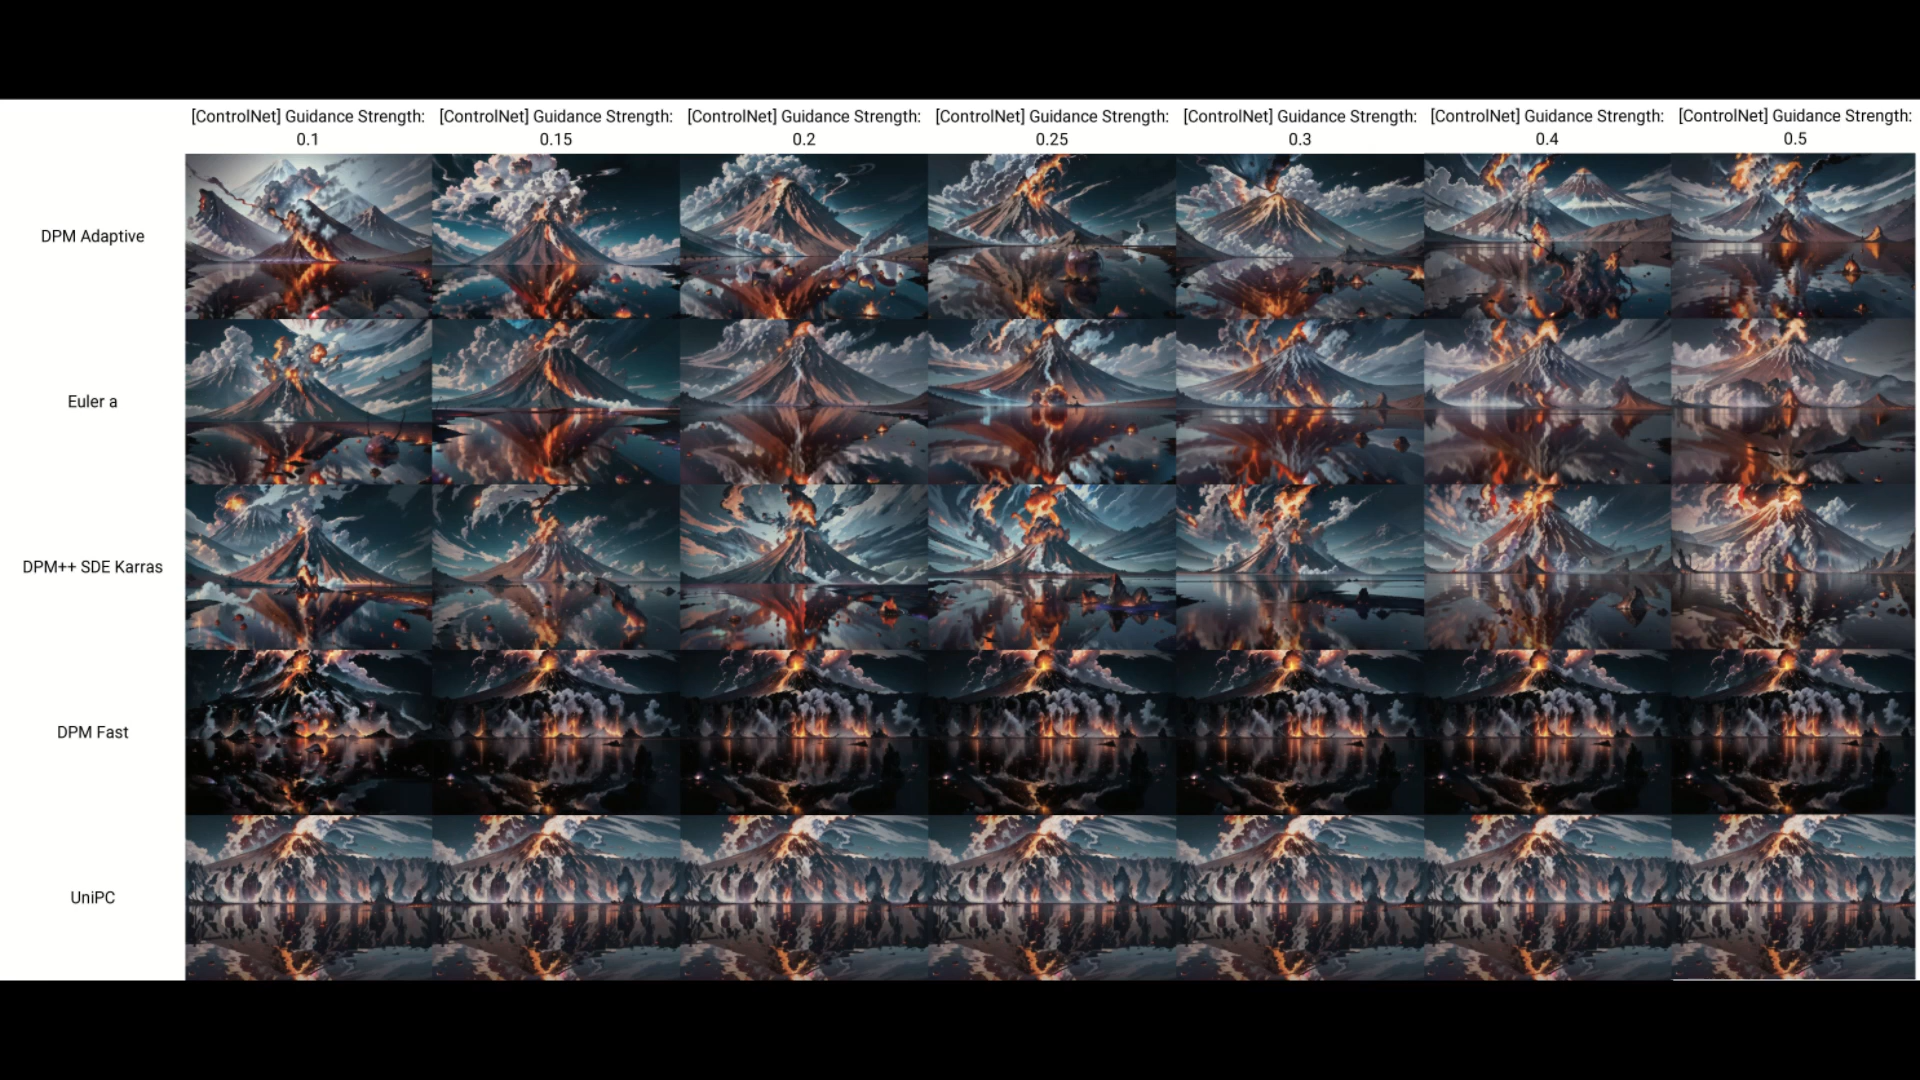 [ControlNet] Guidance Strength:
0.1
[ControlNet] Guidance Strength:
0.15
[ControlNet] Guidance Strength:
0.2
[ControlNet] Guidance Strength:
0.25
[ControlNet] Guidance Strength:
0.3
[ControlNet] Guidance Strength:
0.4
[ControlNet] Guidance Strength:
0.5
DPM Adaptive
Euler a
DPM++ SDE Karras
DPM Fast
UniPC